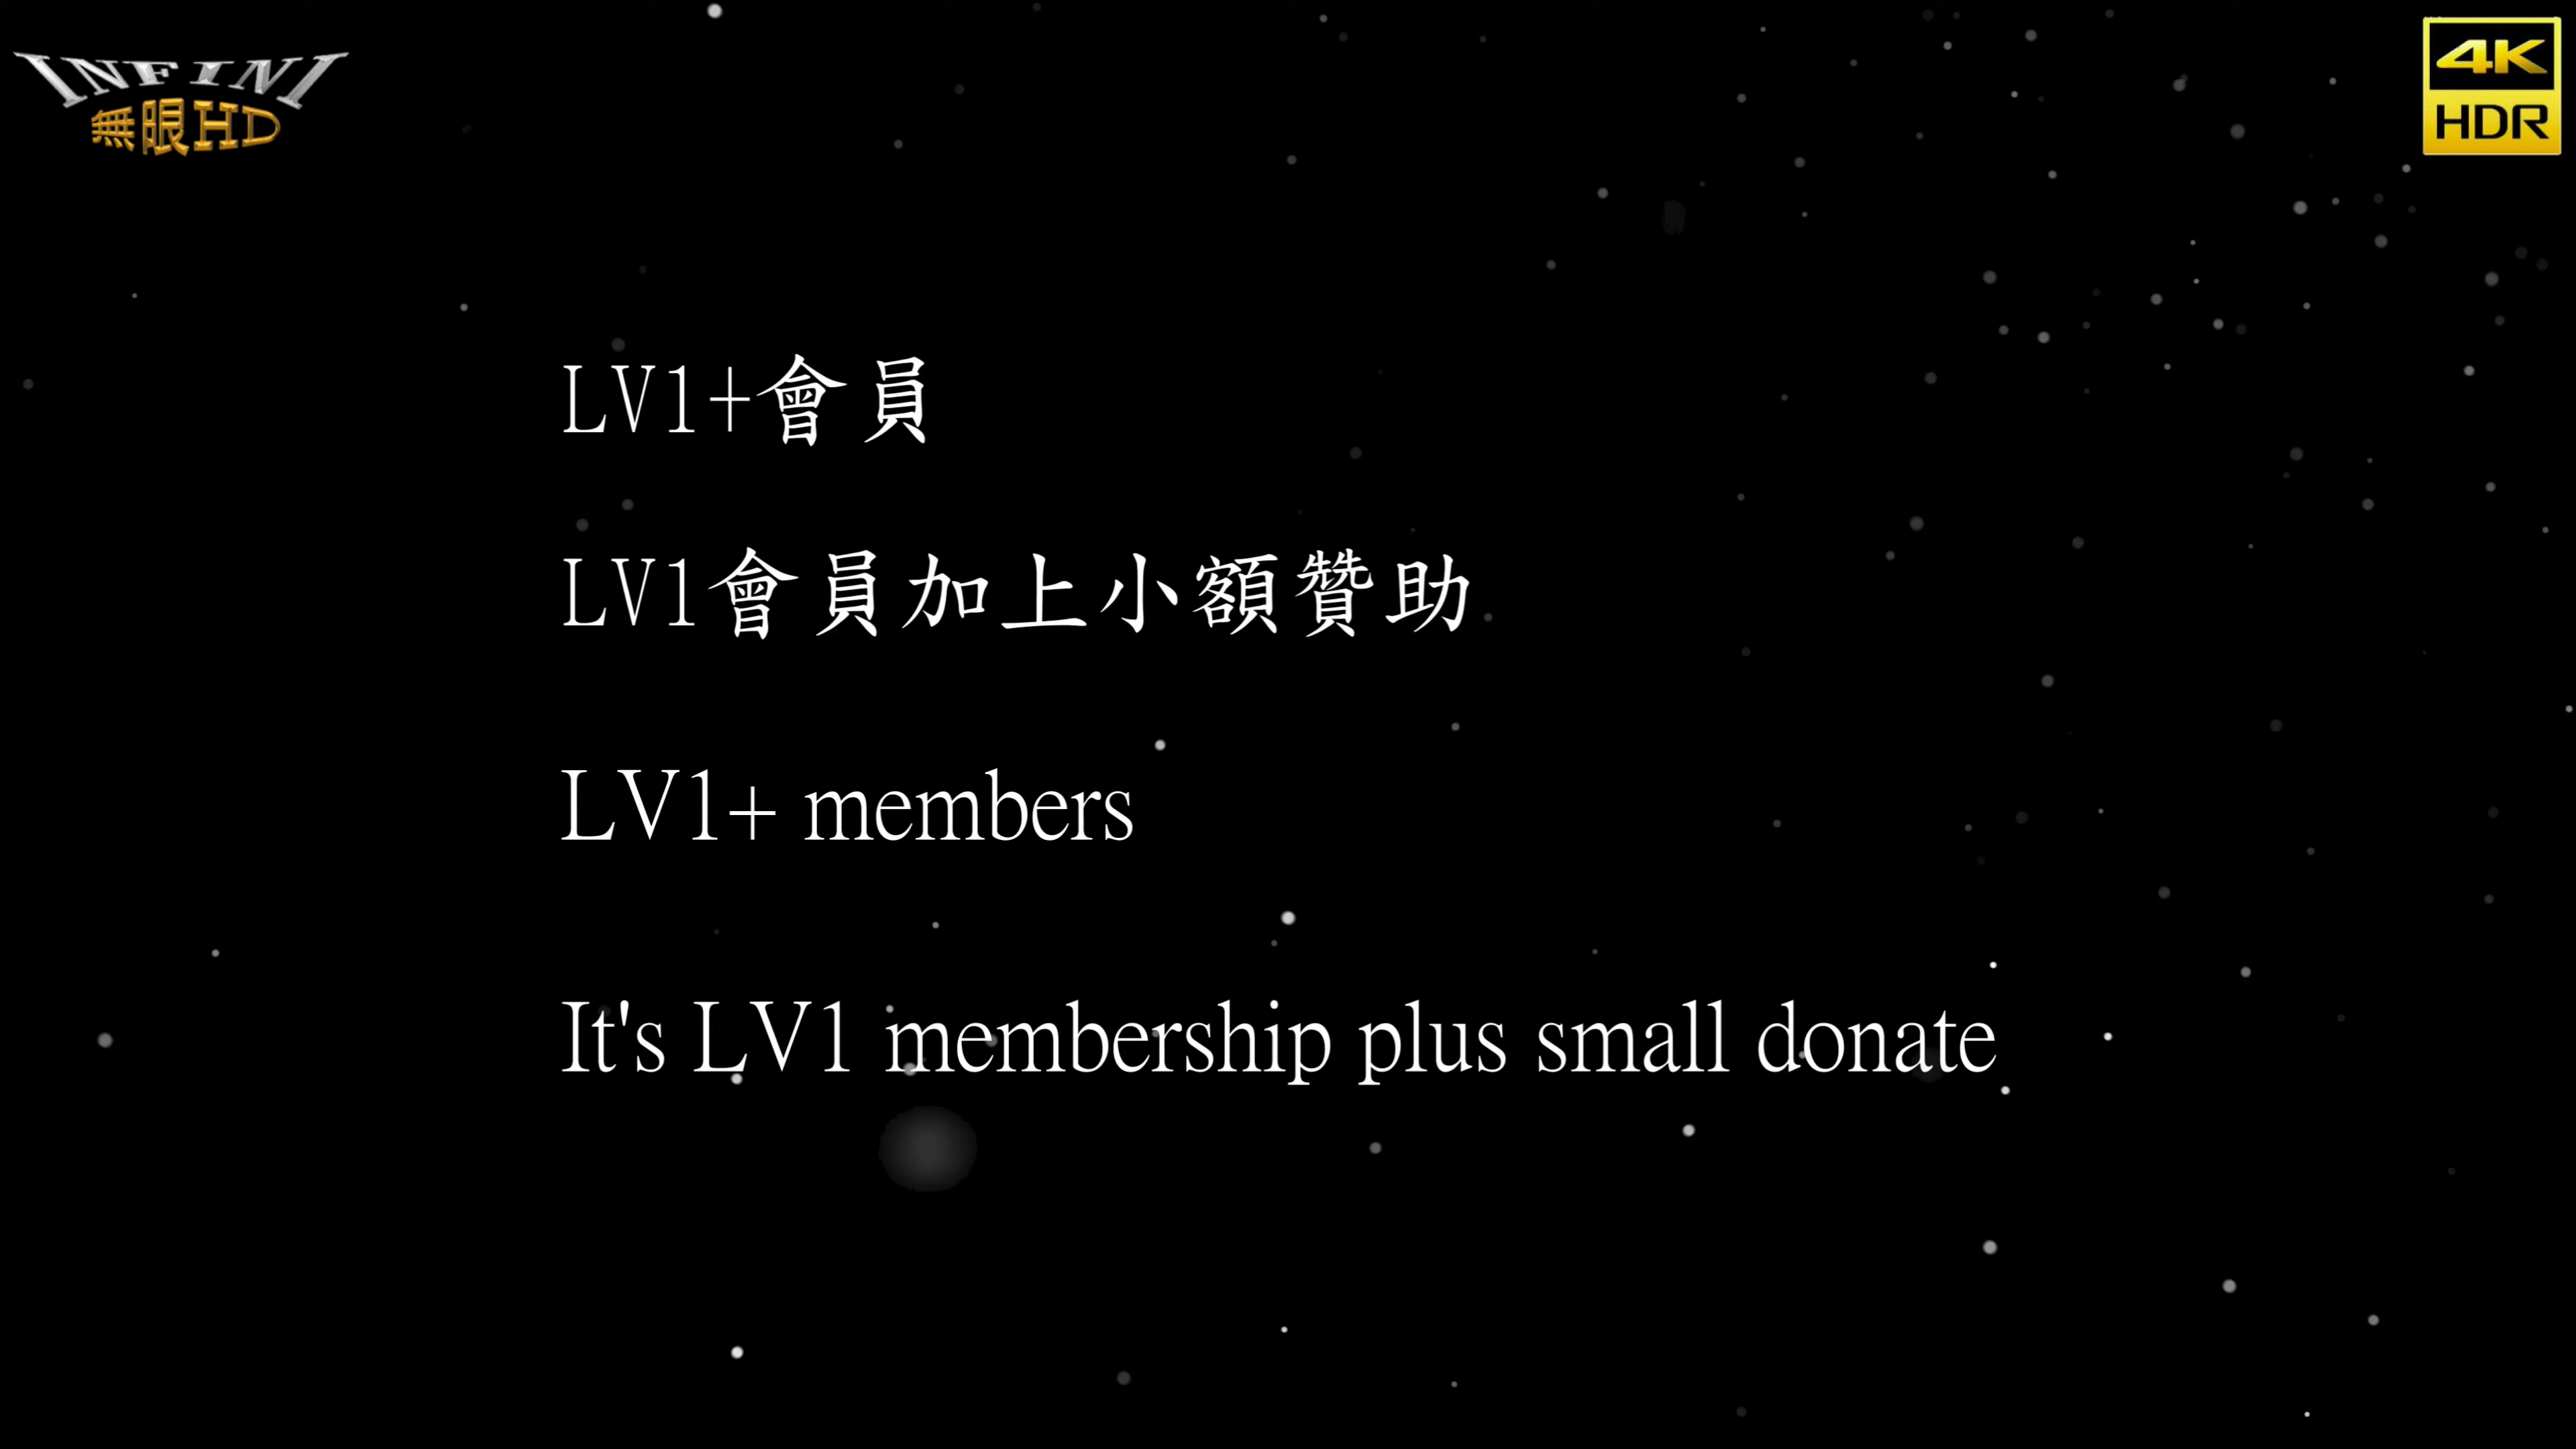 INFINI
無限HD
4K
HDR
LV1+會員
LV1會員加上小額贊助
LV1+ members
It's LV1 membership plus small donate